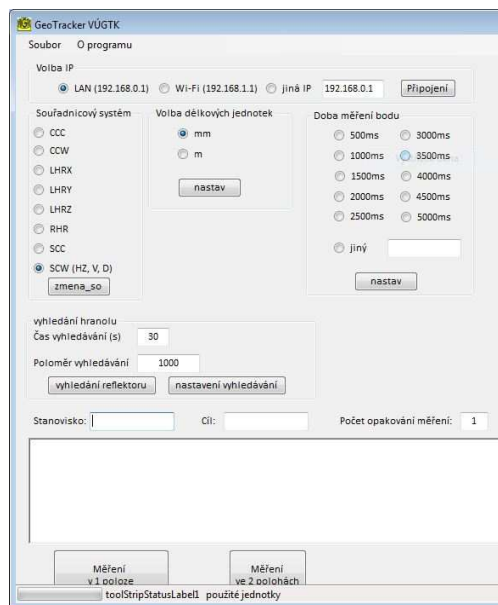 GeoTracker VÚGTK
Soubor O programu
Volba IP
LAN (192.168.0.1) Wi-Fi (192.168.1.1) jiná IP 192.168.0.1 Připojení
Souřadnicový systém
CCC
CCW
LHRX
LHRY
LHRZ
RHR
SCC
SCW (HZ, V, D)
zmena_so
Volba délkových jednotek
mm
m
nastav
Doba měření bodu
500ms 3000ms
1000ms 3500ms
1500ms 4000ms
2000ms 4500ms
2500ms 5000ms
jiný
nastav
vyhledání hranolu
Čas vyhledávání (s) 30
Poloměr vyhledávání 1000
vyhledání reflektoru nastavení vyhledávání
Stanovisko: Cíl: Počet opakování měření: 1
Měření
v 1 poloze
Měření
ve 2 polohách
toolStripStatusLabel1 použité jednotky